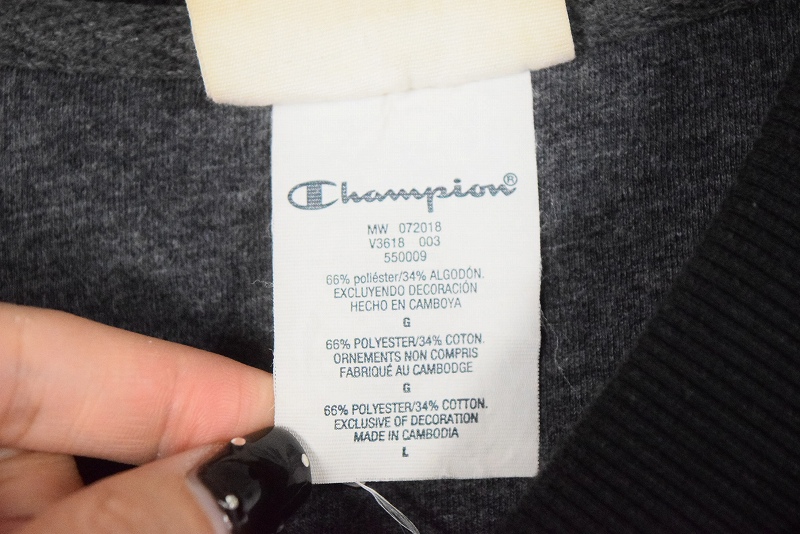 Champion®
MW 072018
V3618 003
550009
66% poliéster/34% ALGODÓN.
EXCLUYENDO DECORACIÓN
HECHO EN CAMBOYA
G
66% POLYESTER/34% COTON.
ORNEMENTS NON COMPRIS
FABRIQUÉ AU CAMBODGE
G
66% POLYESTER/34% COTTON.
EXCLUSIVE OF DECORATION
MADE IN CAMBODIA
L